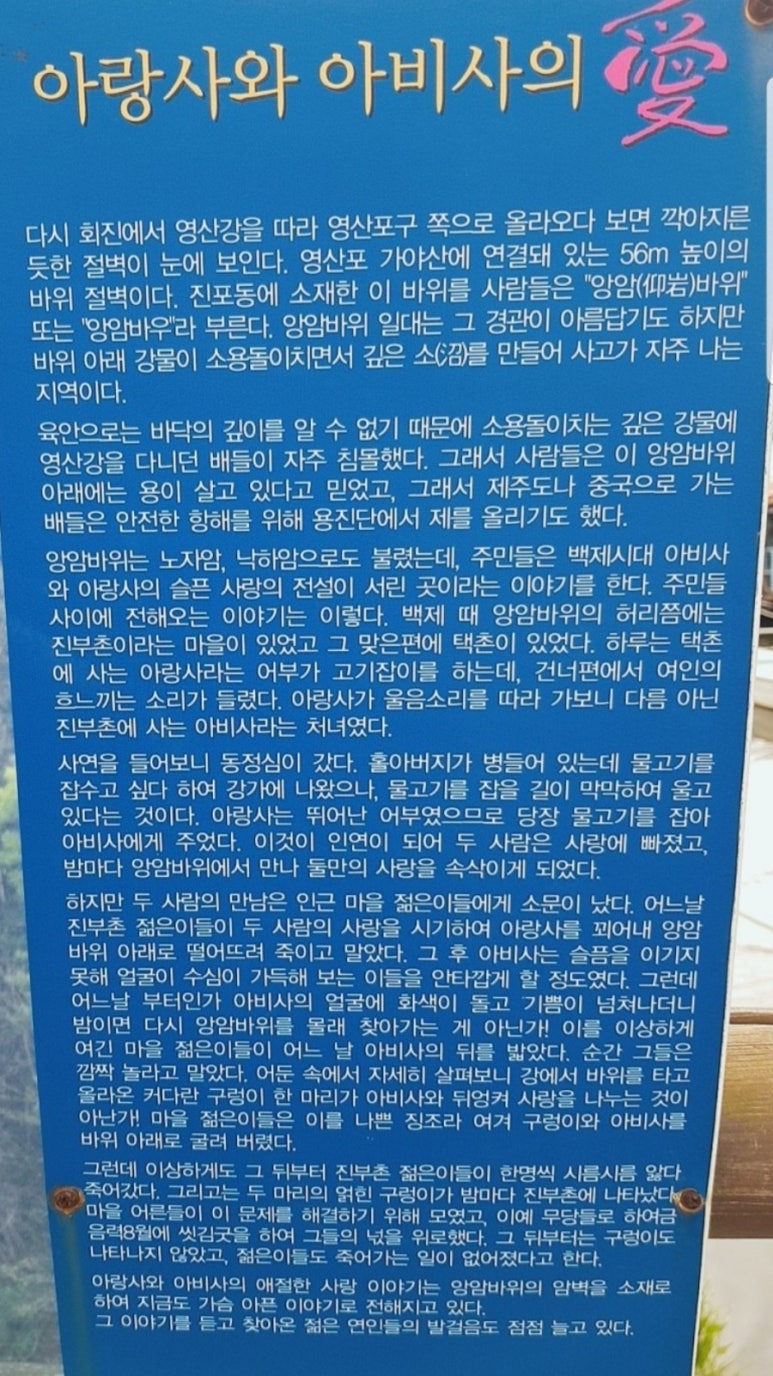 아랑사와 아비사의 愛
다시 회진에서 영산강을 따라 영산포구 쪽으로 올라오다 보면 깍아지른
듯한 절벽이 눈에 보인다. 영산포 가야산에 연결돼 있는 56m 높이의
바위 절벽이다. 진포동에 소재한 이 바위를 사람들은 "앙암(仰岩)바위"
또는 "앙암바우"라 부른다. 앙암바위 일대는 그 경관이 아름답기도 하지만
바위 아래 강물이 소용돌이치면서 깊은 소(沼)를 만들어 사고가 자주 나는
지역이다.
육안으로는 바닥의 깊이를 알 수 없기 때문에 소용돌이치는 깊은 강물에
영산강을 다니던 배들이 자주 침몰했다. 그래서 사람들은 이 앙암바위
아래에는 용이 살고 있다고 믿었고, 그래서 제주도나 중국으로 가는
배들은 안전한 항해를 위해 용진단에서 제를 올리기도 했다.
앙암바위는 노자암, 낙하암으로도 불렸는데, 주민들은 백제시대 아비사
와 아랑사의 슬픈 사랑의 전설이 서린 곳이라는 이야기를 한다. 주민들
사이에 전해오는 이야기는 이렇다. 백제 때 앙암바위의 허리쯤에는
진부촌이라는 마을이 있었고 그 맞은편에 택촌이 있었다. 하루는 택촌
에 사는 아랑사라는 어부가 고기잡이를 하는데, 건너편에서 여인의
흐느끼는 소리가 들렸다. 아랑사가 울음소리를 따라 가보니 다름 아닌
진부촌에 사는 아비사라는 처녀였다.
사연을 들어보니 동정심이 갔다. 홀아버지가 병들어 있는데 물고기를
잡수고 싶다 하여 강가에 나왔으나, 물고기를 잡을 길이 막막하여 울고
있다는 것이다. 아랑사는 뛰어난 어부였으므로 당장 물고기를 잡아
아비사에게 주었다. 이것이 인연이 되어 두 사람은 사랑에 빠졌고,
밤마다 앙암바위에서 만나 둘만의 사랑을 속삭이게 되었다.
하지만 두 사람의 만남은 인근 마을 젊은이들에게 소문이 났다. 어느날
진부촌 젊은이들이 두 사람의 사랑을 시기하여 아랑사를 꾀어내 앙암
바위 아래로 떨어뜨려 죽이고 말았다. 그 후 아비사는 슬픔을 이기지
못해 얼굴이 수심이 가득해 보는 이들을 안타깝게 할 정도였다. 그런데
어느날 부터인가 아비사의 얼굴에 화색이 돌고 기쁨이 넘쳐나더니
밤이면 다시 앙암바위를 몰래 찾아가는 게 아닌가! 이를 이상하게
여긴 마을 젊은이들이 어느 날 아비사의 뒤를 밟았다. 순간 그들은
깜짝 놀라고 말았다. 어둔 속에서 자세히 살펴보니 강에서 바위를 타고
올라온 커다란 구렁이 한 마리가 아비사와 뒤엉켜 사랑을 나누는 것이
아닌가! 마을 젊은이들은 이를 나쁜 징조라 여겨 구렁이와 아비사를
바위 아래로 굴려 버렸다.
그런데 이상하게도 그 뒤부터 진부촌 젊은이들이 한명씩 시름시름 앓다
죽어갔다. 그리고는 두 마리의 얽힌 구렁이가 밤마다 진부촌에 나타났다.
마을 어른들이 이 문제를 해결하기 위해 모였고, 이예 무당들로 하여금
음력8월에 씻김굿을 하여 그들의 넋을 위로했다. 그 뒤부터는 구렁이도
나타나지 않았고, 젊은이들도 죽어가는 일이 없어졌다고 한다.
아랑사와 아비사의 애절한 사랑 이야기는 앙암바위의 암벽을 소재로
하여 지금도 가슴 아픈 이야기로 전해지고 있다.
그 이야기를 듣고 찾아온 젊은 연인들의 발걸음도 점점 늘고 있다.